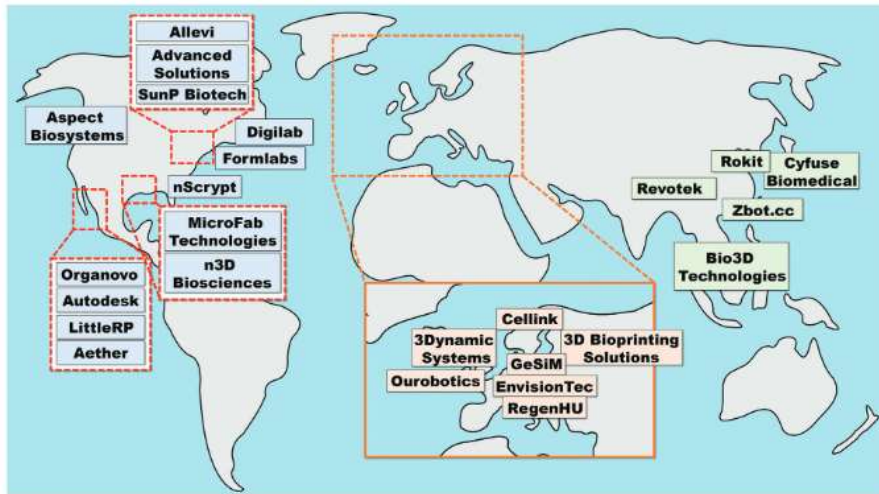 Allevi
Advanced
Solutions
SunP Biotech
Aspect
Biosystems
Digilab
Formlabs
nScrypt
MicroFab
Technologies
n3D
Biosciences
Organovo
Autodesk
LittleRP
Aether
Cellink
3Dynamic
Systems
3D Bioprinting
Solutions
GeSiM
Ourobotics
EnvisionTec
RegenHU
Rokit
Cyfuse
Biomedical
Revotek
Zbot.cc
Bio3D
Technologies